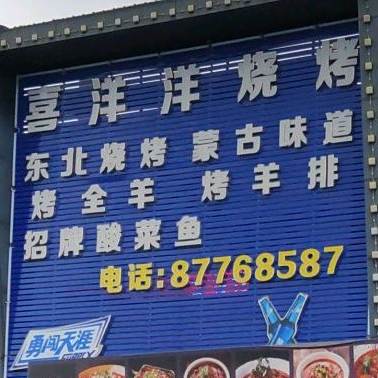 喜洋洋烧烤
东北烧烤 蒙古味道
烤全羊 烤羊排
招牌酸菜鱼
电话:87768587
勇闯天涯